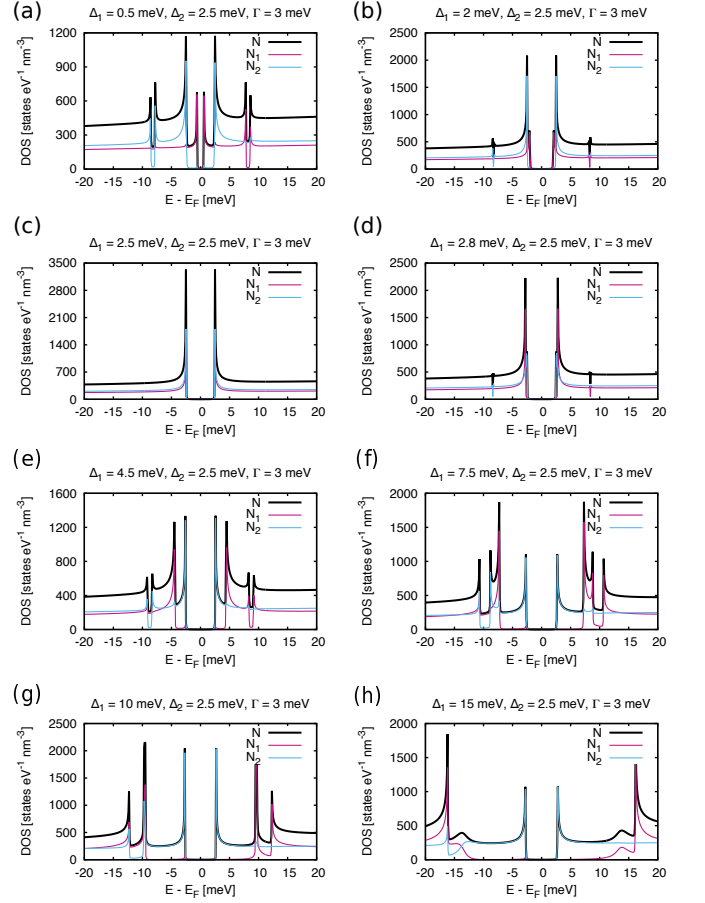 (a) Δ1 = 0.5 meV, Δ2 = 2.5 meV, Γ = 3 meV
DOS [states eV-1 nm-3]
1200
900
600
300
0
N
N1
N2
-20 -15 -10 -5 0 5 10 15 20
E - EF [meV]
(b) Δ1 = 2 meV, Δ2 = 2.5 meV, Γ = 3 meV
DOS [states eV-1 nm-3]
2500
2000
1500
1000
500
0
N
N1
N2
-20 -15 -10 -5 0 5 10 15 20
E - EF [meV]
(c) Δ1 = 2.5 meV, Δ2 = 2.5 meV, Γ = 3 meV
DOS [states eV-1 nm-3]
3500
2800
2100
1400
700
0
N
N1
N2
-20 -15 -10 -5 0 5 10 15 20
E - EF [meV]
(d) Δ1 = 2.8 meV, Δ2 = 2.5 meV, Γ = 3 meV
DOS [states eV-1 nm-3]
2500
2000
1500
1000
500
0
N
N1
N2
-20 -15 -10 -5 0 5 10 15 20
E - EF [meV]
(e) Δ1 = 4.5 meV, Δ2 = 2.5 meV, Γ = 3 meV
DOS [states eV-1 nm-3]
1600
1200
800
400
0
N
N1
N2
-20 -15 -10 -5 0 5 10 15 20
E - EF [meV]
(f) Δ1 = 7.5 meV, Δ2 = 2.5 meV, Γ = 3 meV
DOS [states eV-1 nm-3]
2000
1500
1000
500
0
N
N1
N2
-20 -15 -10 -5 0 5 10 15 20
E - EF [meV]
(g) Δ1 = 10 meV, Δ2 = 2.5 meV, Γ = 3 meV
DOS [states eV-1 nm-3]
2500
2000
1500
1000
500
0
N
N1
N2
-20 -15 -10 -5 0 5 10 15 20
E - EF [meV]
(h) Δ1 = 15 meV, Δ2 = 2.5 meV, Γ = 3 meV
DOS [states eV-1 nm-3]
2000
1500
1000
500
0
N
N1
N2
-20 -15 -10 -5 0 5 10 15 20
E - EF [meV]